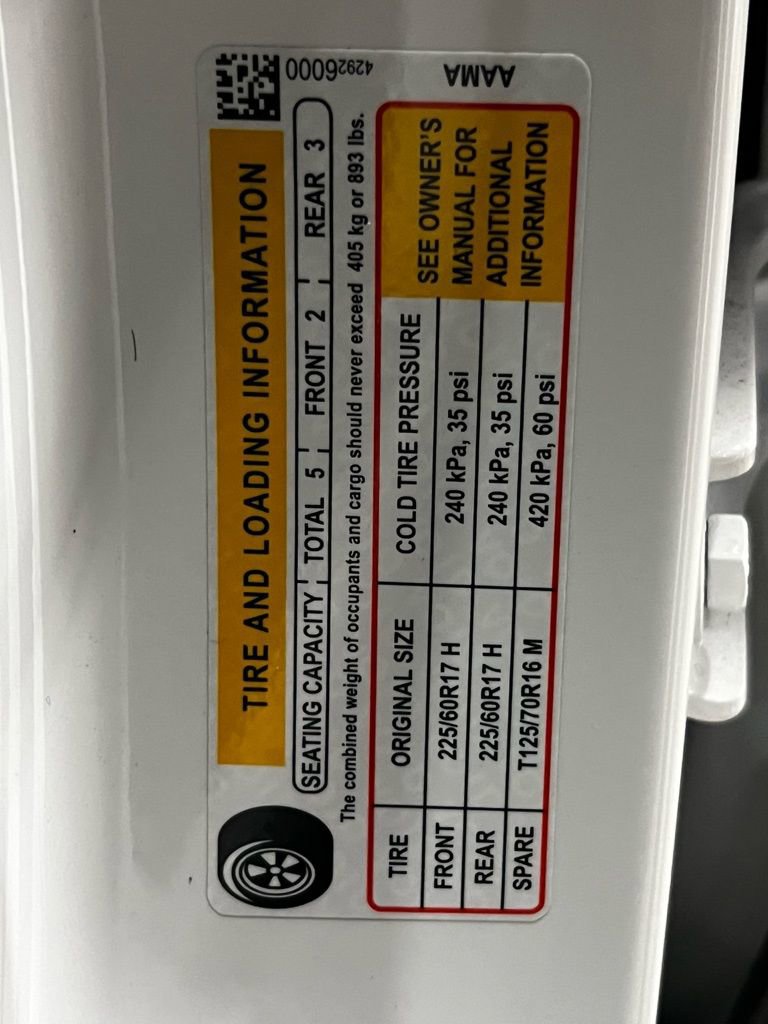 TIRE AND LOADING INFORMATION
SEATING CAPACITY TOTAL 5 FRONT 2 REAR 3
The combined weight of occupants and cargo should never exceed 405 kg or 893 lbs.
TIRE ORIGINAL SIZE COLD TIRE PRESSURE
FRONT 225/60R17 H 240 kPa, 35 psi
REAR 225/60R17 H 240 kPa, 35 psi
SPARE T125/70R16 M 420 kPa, 60 psi
SEE OWNER'S
MANUAL FOR
ADDITIONAL
INFORMATION
42926000
AAMA